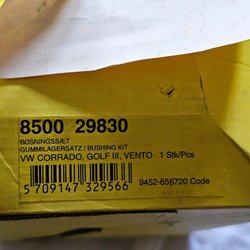 8500 29830
BØSNINGSSÆT
GUMMILAGERSATZ / BUSHING KIT
VW CORRADO, GOLF III, VENTO 1 Stk/Pcs
5 709147 329566
9452-656720 Code